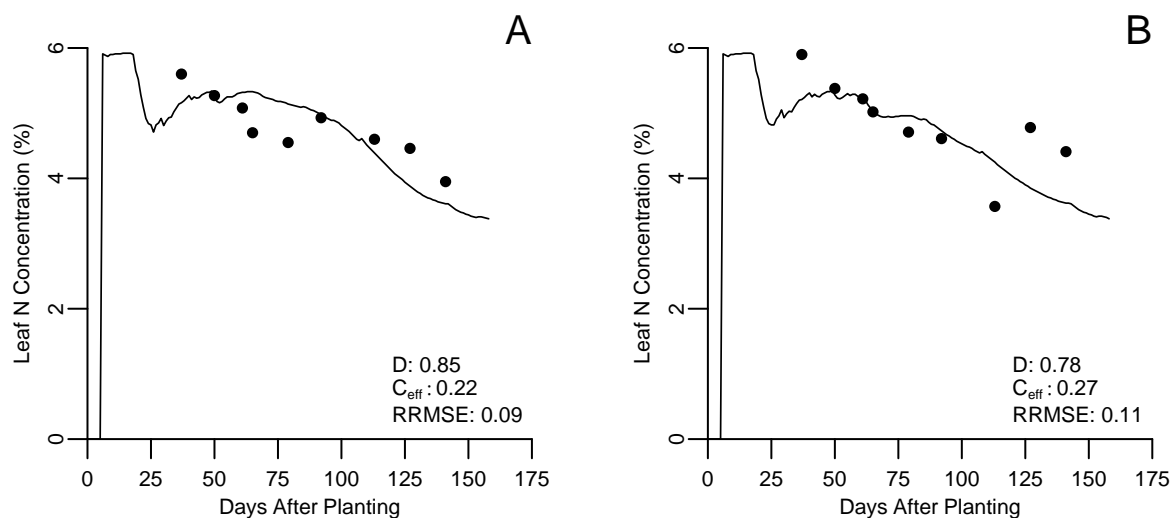 A
Leaf N Concentration (%)
6
4
2
0
D: 0.85
Ceff : 0.22
RRMSE: 0.09
0 25 50 75 100 125 150 175
Days After Planting
B
Leaf N Concentration (%)
6
4
2
0
D: 0.78
Ceff : 0.27
RRMSE: 0.11
0 25 50 75 100 125 150 175
Days After Planting